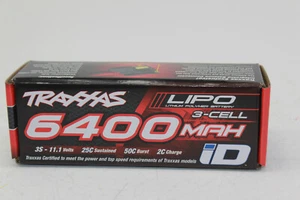 TRAXXAS
LIPO
LITHIUM POLYMER BATTERY
3-CELL
6400MAH
iD
3S - 11.1 Volts 25C Sustained 50C Burst 2C Charge
Traxxas Certified to meet the power and top speed requirements of Traxxas models